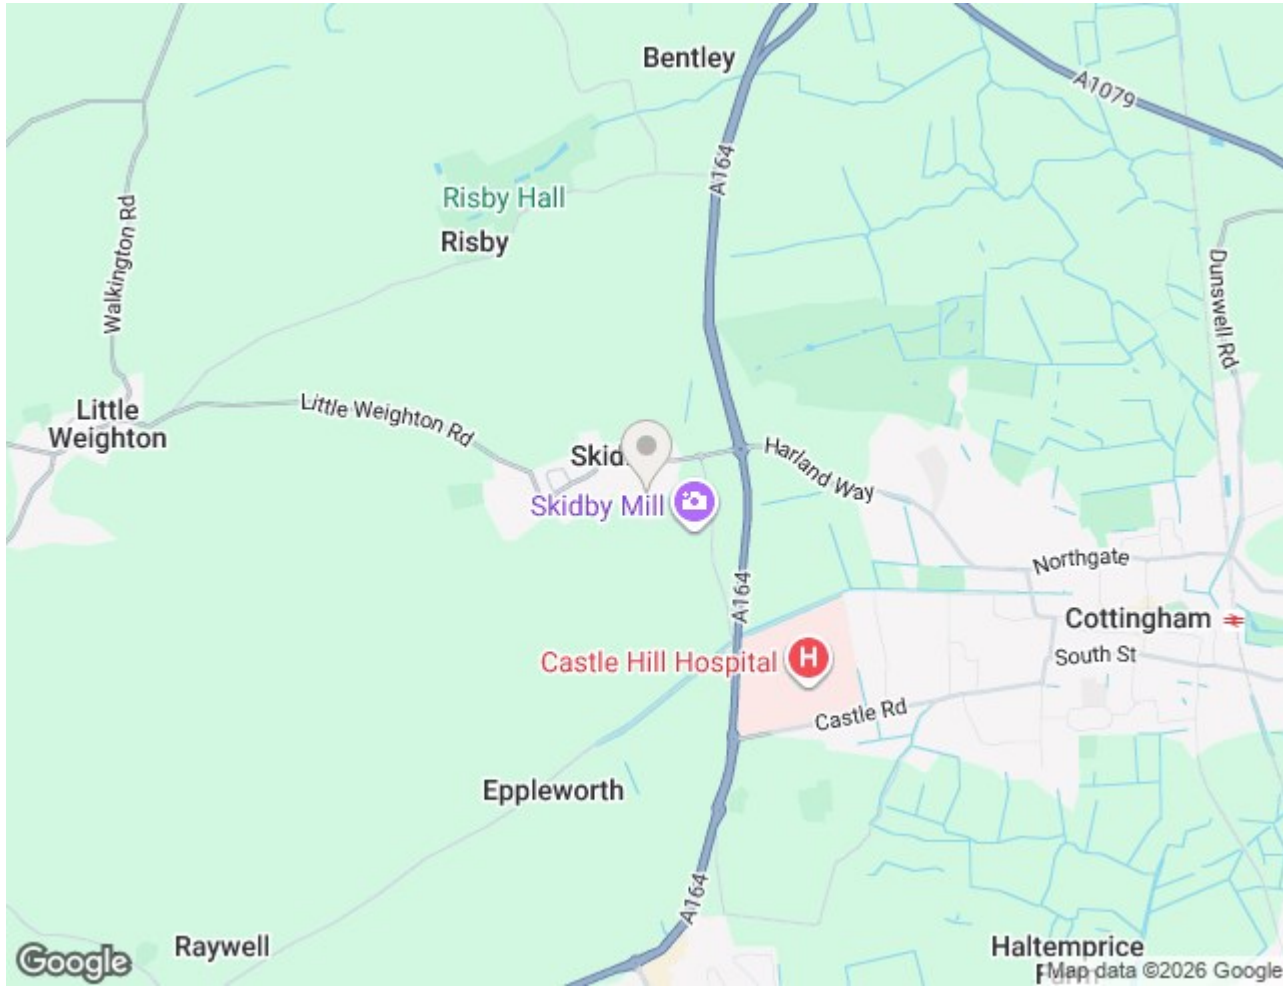 Bentley
A1079
A164
Risby Hall
Risby
Walkington Rd
Dunswell Rd
Little
Weighton
Little Weighton Rd
Skid
Harland Way
Skidby Mill
Northgate
A164
Cottingham
South St
Castle Hill Hospital
H
Castle Rd
Eppleworth
A164
Raywell
Haltemprice
Google
Map data ©2026 Google